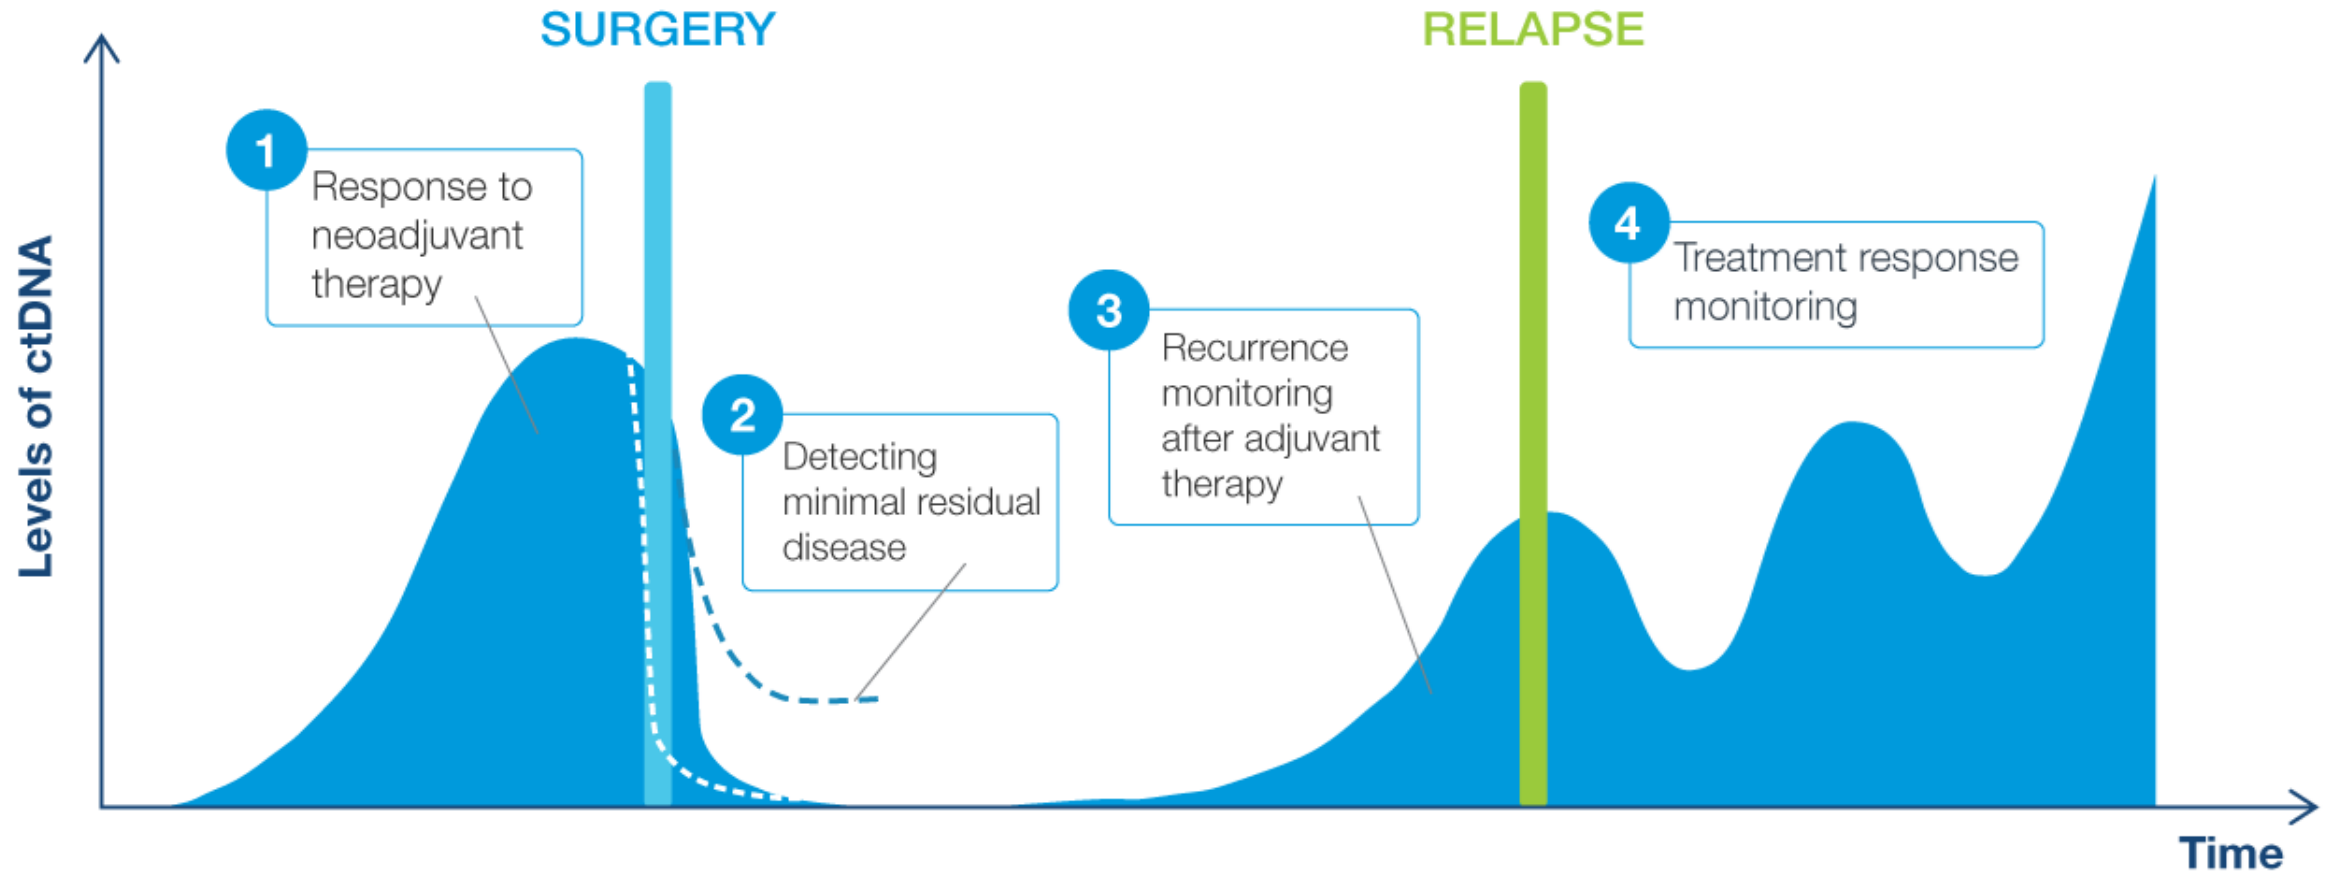 SURGERY
RELAPSE
1
Response to
neoadjuvant
therapy
2
Detecting
minimal residual
disease
3
Recurrence
monitoring
after adjuvant
therapy
4
Treatment response
monitoring
Levels of ctDNA
Time